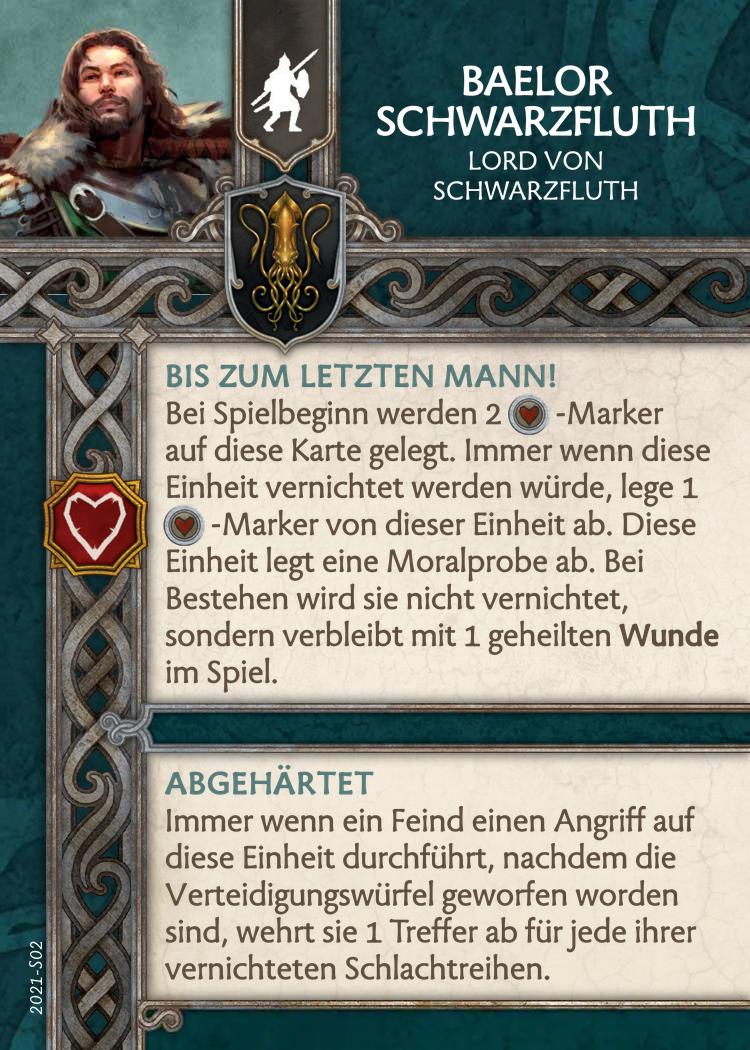 BAELOR
SCHWARZFLUTH
LORD VON
SCHWARZFLUTH
BIS ZUM LETZTEN MANN!
Bei Spielbeginn werden 2 -Marker
auf diese Karte gelegt. Immer wenn diese
Einheit vernichtet werden würde, lege 1
-Marker von dieser Einheit ab. Diese
Einheit legt eine Moralprobe ab. Bei
Bestehen wird sie nicht vernichtet,
sondern verbleibt mit 1 geheilten Wunde
im Spiel.
ABGEHÄRTET
Immer wenn ein Feind einen Angriff auf
diese Einheit durchführt, nachdem die
Verteidigungswürfel geworfen worden
sind, wehrt sie 1 Treffer ab für jede ihrer
vernichteten Schlachtreihen.
2021-S02